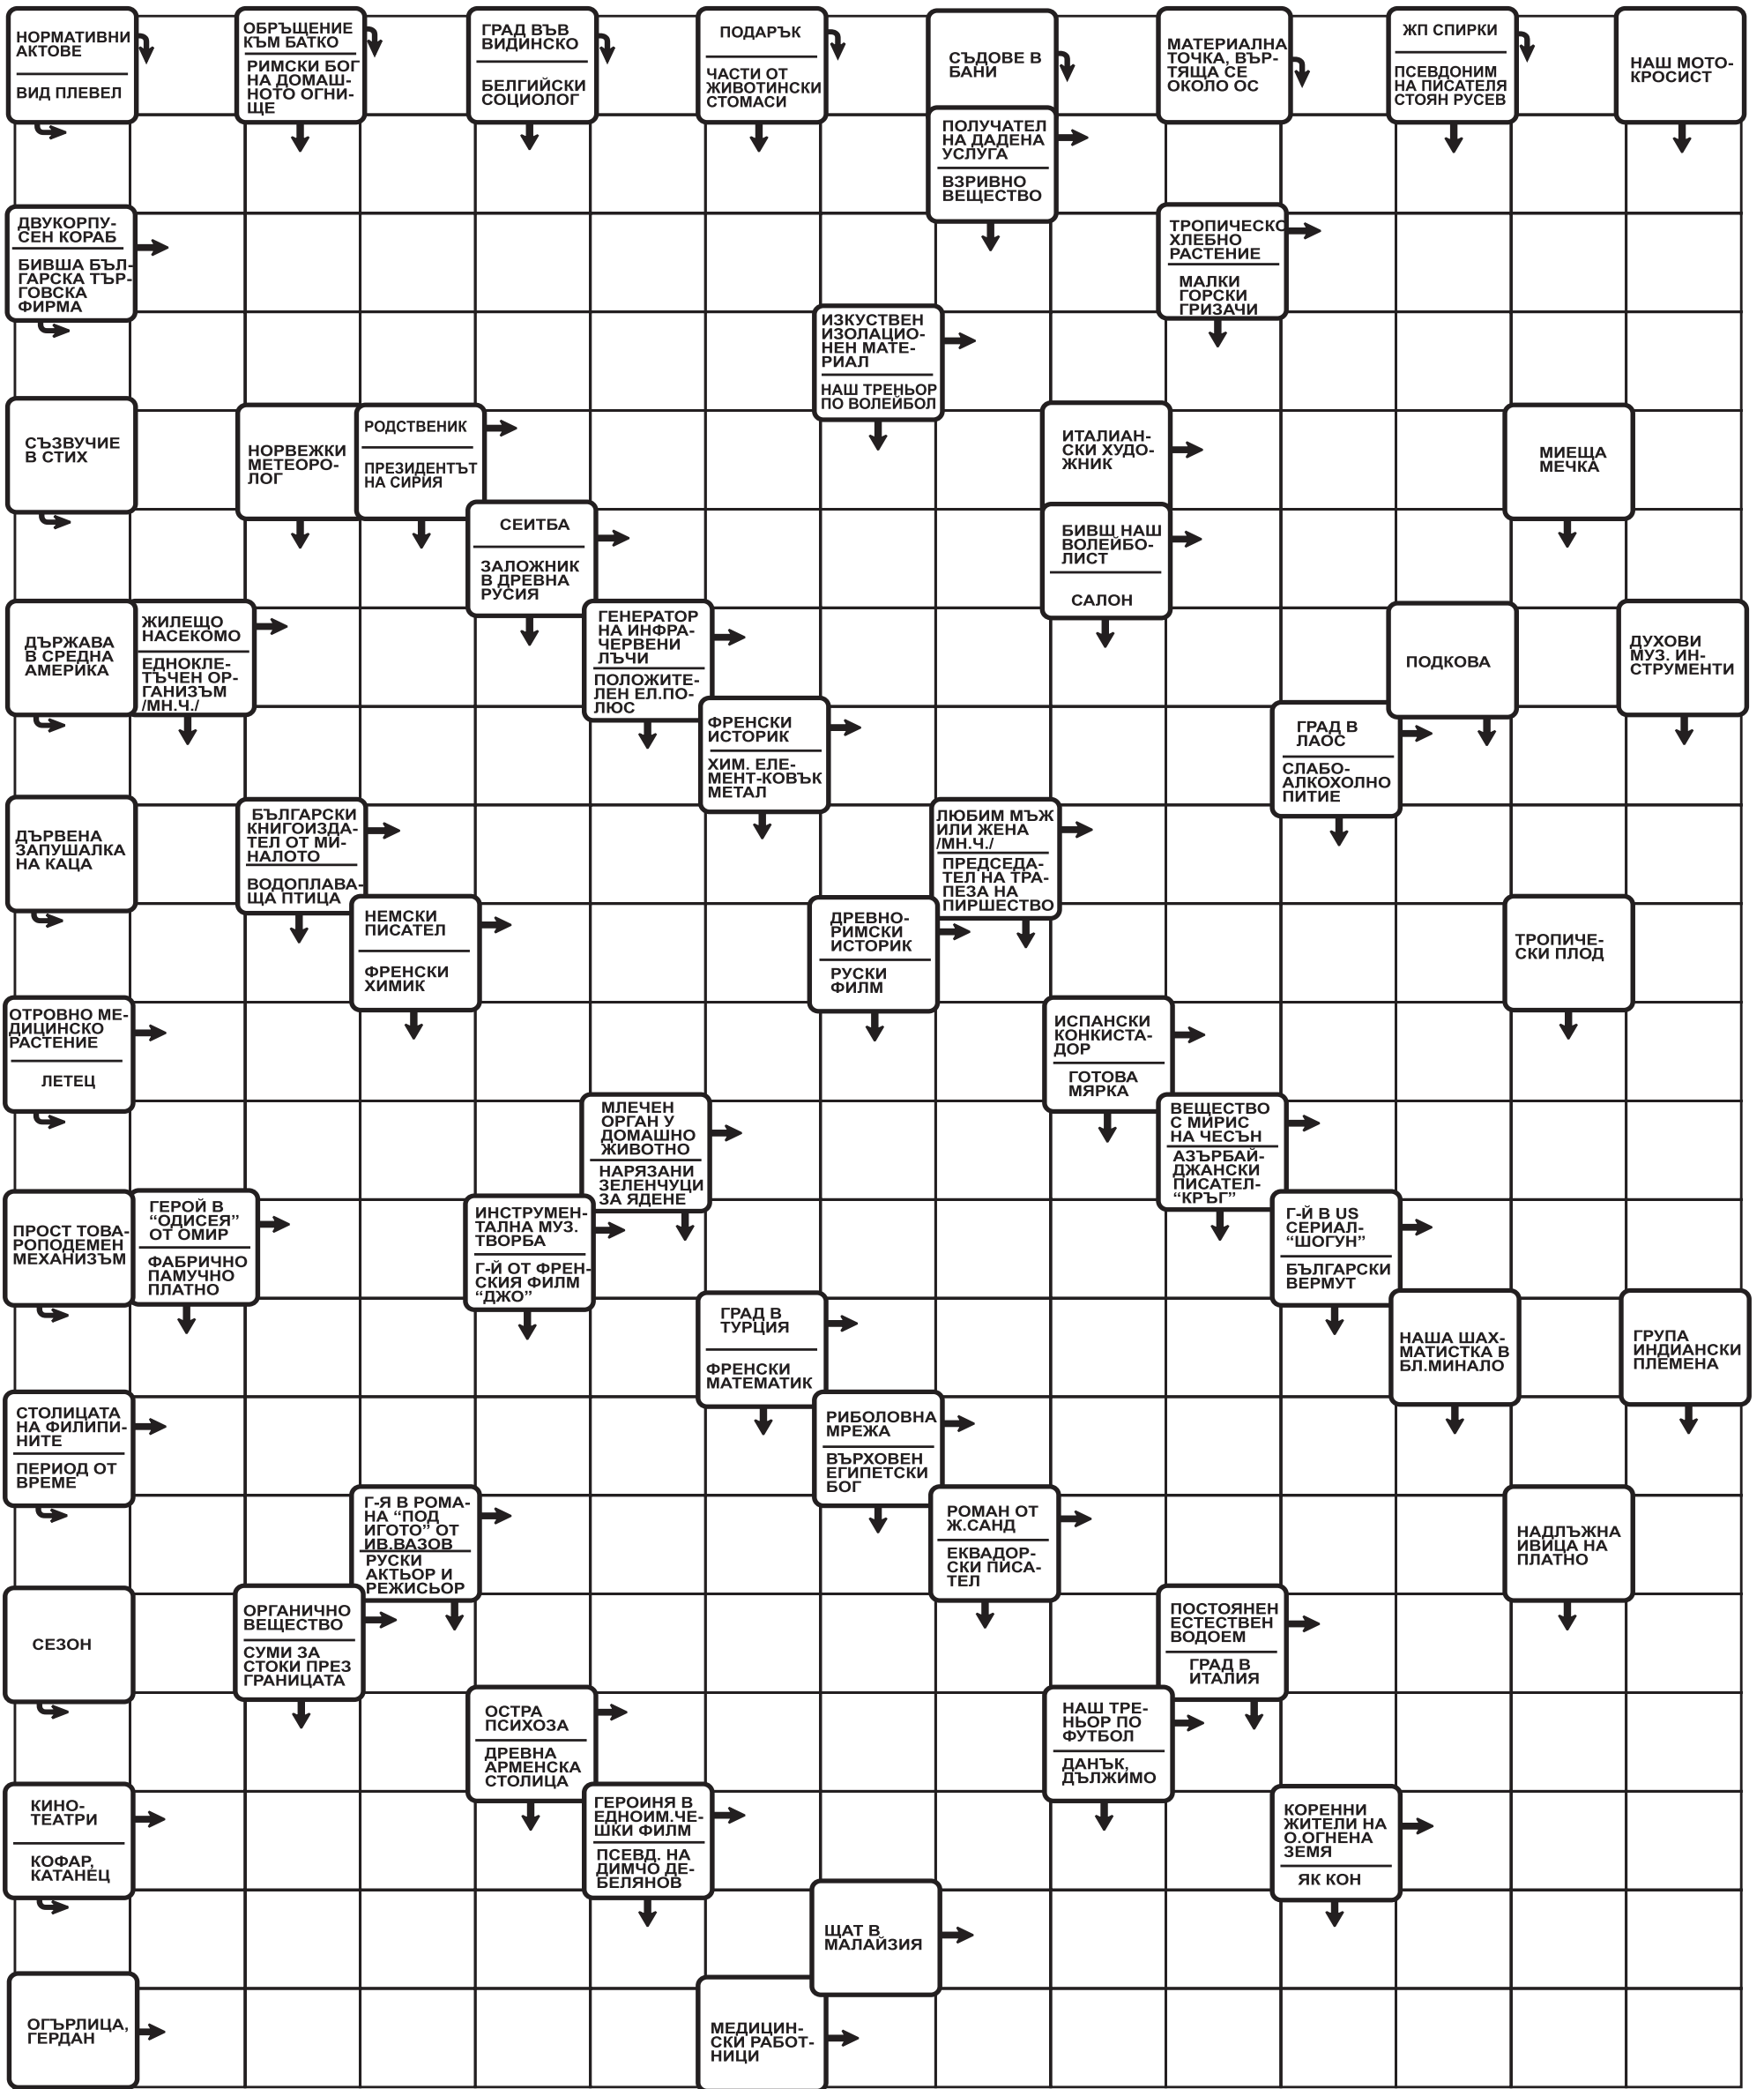 НОРМАТИВНИ
АКТОВЕ
ВИД ПЛЕВЕЛ
ОБРЪЩЕНИЕ
КЪМ БАТКО
РИМСКИ БОГ
НА ДОМАШ-
НОТО ОГНИ-
ЩЕ
ГРАД ВЪВ
ВИДИНСКО
БЕЛГИЙСКИ
СОЦИОЛОГ
ПОДАРЪК
ЧАСТИ ОТ
ЖИВОТИНСКИ
СТОМАСИ
СЪДОВЕ В
БАНИ
МАТЕРИАЛНА
ТОЧКА, ВЪР-
ТЯЩА СЕ
ОКОЛО ОС
ЖП СПИРКИ
ПСЕВДОНИМ
НА ПИСАТЕЛЯ
СТОЯН РУСЕВ
НАШ МОТО-
КРОСИСТ
ПОЛУЧАТЕЛ
НА ДАДЕНА
УСЛУГА
ВЗРИВНО
ВЕЩЕСТВО
ДВУКОРПУ-
СЕН КОРАБ
БИВША БЪЛ-
ГАРСКА ТЪР-
ГОВСКА
ФИРМА
ТРОПИЧЕСКО
ХЛЕБНО
РАСТЕНИЕ
МАЛКИ
ГОРСКИ
ГРИЗАЧИ
ИЗКУСТВЕН
ИЗОЛАЦИО-
НЕН МАТЕ-
РИАЛ
НАШ ТРЕНЬОР
ПО ВОЛЕЙБОЛ
СЪЗВУЧИЕ
В СТИХ
НОРВЕЖКИ
МЕТЕОРО-
ЛОГ
РОДСТВЕНИК
ПРЕЗИДЕНТЪТ
НА СИРИЯ
ИТАЛИАН-
СКИ ХУДО-
ЖНИК
МИЕЩА
МЕЧКА
СЕИТБА
ЗАЛОЖНИК
В ДРЕВНА
РУСИЯ
БИВШ НАШ
ВОЛЕЙБО-
ЛИСТ
САЛОН
ДЪРЖАВА
В СРЕДНА
АМЕРИКА
ЖИЛЕЩО
НАСЕКОМО
ЕДНОКЛЕ-
ТЪЧЕН ОР-
ГАНИЗЪМ
/МН.Ч./
ГЕНЕРАТОР
НА ИНФРА-
ЧЕРВЕНИ
ЛЪЧИ
ПОЛОЖИТЕ-
ЛЕН ЕЛ.ПО-
ЛЮС
ПОДКОВА
ДУХОВИ
МУЗ. ИН-
СТРУМЕНТИ
ФРЕНСКИ
ИСТОРИК
ХИМ. ЕЛЕ-
МЕНТ-КОВЪК
МЕТАЛ
ГРАД В
ЛАОС
СЛАБО-
АЛКОХОЛНО
ПИТИЕ
ДЪРВЕНА
ЗАПУШАЛКА
НА КАЦА
БЪЛГАРСКИ
КНИГОИЗДА-
ТЕЛ ОТ МИ-
НАЛОТО
ВОДОПЛАВА-
ЩА ПТИЦА
ЛЮБИМ МЪЖ
ИЛИ ЖЕНА
/МН.Ч./
ПРЕДСЕДА-
ТЕЛ НА ТРА-
ПЕЗА НА
ПИРШЕСТВО
НЕМСКИ
ПИСАТЕЛ
ФРЕНСКИ
ХИМИК
ДРЕВНО-
РИМСКИ
ИСТОРИК
РУСКИ
ФИЛМ
ТРОПИЧЕ-
СКИ ПЛОД
ОТРОВНО МЕ-
ДИЦИНСКО
РАСТЕНИЕ
ЛЕТЕЦ
ИСПАНСКИ
КОНКИСТА-
ДОР
ГОТОВА
МЯРКА
МЛЕЧЕН
ОРГАН У
ДОМАШНО
ЖИВОТНО
НАРЯЗАНИ
ЗЕЛЕНЧУЦИ
ЗА ЯДЕНЕ
ВЕЩЕСТВО
С МИРИС
НА ЧЕСЪН
АЗЪРБАЙ-
ДЖАНСКИ
ПИСАТЕЛ-
“КРЪГ”
ПРОСТ ТОВА-
РОПОДЕМЕН
МЕХАНИЗЪМ
ГЕРОЙ В
“ОДИСЕЯ”
ОТ ОМИР
ФАБРИЧНО
ПАМУЧНО
ПЛАТНО
ИНСТРУМЕН-
ТАЛНА МУЗ.
ТВОРБА
Г-Й ОТ ФРЕН-
СКИЯ ФИЛМ
“ДЖО”
Г-Й В US
СЕРИАЛ-
“ШОГУН”
БЪЛГАРСКИ
ВЕРМУТ
ГРАД В
ТУРЦИЯ
ФРЕНСКИ
МАТЕМАТИК
НАША ШАХ-
МАТИСТКА В
БЛ.МИНАЛО
ГРУПА
ИНДИАНСКИ
ПЛЕМЕНА
СТОЛИЦАТА
НА ФИЛИПИ-
НИТЕ
ПЕРИОД ОТ
ВРЕМЕ
РИБОЛОВНА
МРЕЖА
ВЪРХОВЕН
ЕГИПЕТСКИ
БОГ
Г-Я В РОМА-
НА “ПОД
ИГОТО” ОТ
ИВ.ВАЗОВ
РУСКИ
АКТЬОР И
РЕЖИСЬОР
РОМАН ОТ
Ж.САНД
ЕКВАДОР-
СКИ ПИСА-
ТЕЛ
НАДЛЪЖНА
ИВИЦА НА
ПЛАТНО
СЕЗОН
ОРГАНИЧНО
ВЕЩЕСТВО
СУМИ ЗА
СТОКИ ПРЕЗ
ГРАНИЦАТА
ПОСТОЯНЕН
ЕСТЕСТВЕН
ВОДОЕМ
ГРАД В
ИТАЛИЯ
ОСТРА
ПСИХОЗА
ДРЕВНА
АРМЕНСКА
СТОЛИЦА
НАШ ТРЕ-
НЬОР ПО
ФУТБОЛ
ДАНЪК,
ДЪЛЖИМО
КИНО-
ТЕАТРИ
КОФАР,
КАТАНЕЦ
ГЕРОИНЯ В
ЕДНОИМ.ЧЕ-
ШКИ ФИЛМ
ПСЕВД. НА
ДИМЧО ДЕ-
БЕЛЯНОВ
КОРЕННИ
ЖИТЕЛИ НА
О.ОГНЕНА
ЗЕМЯ
ЯК КОН
ЩАТ В
МАЛАЙЗИЯ
ОГЪРЛИЦА,
ГЕРДАН
МЕДИЦИН-
СКИ РАБОТ-
НИЦИ